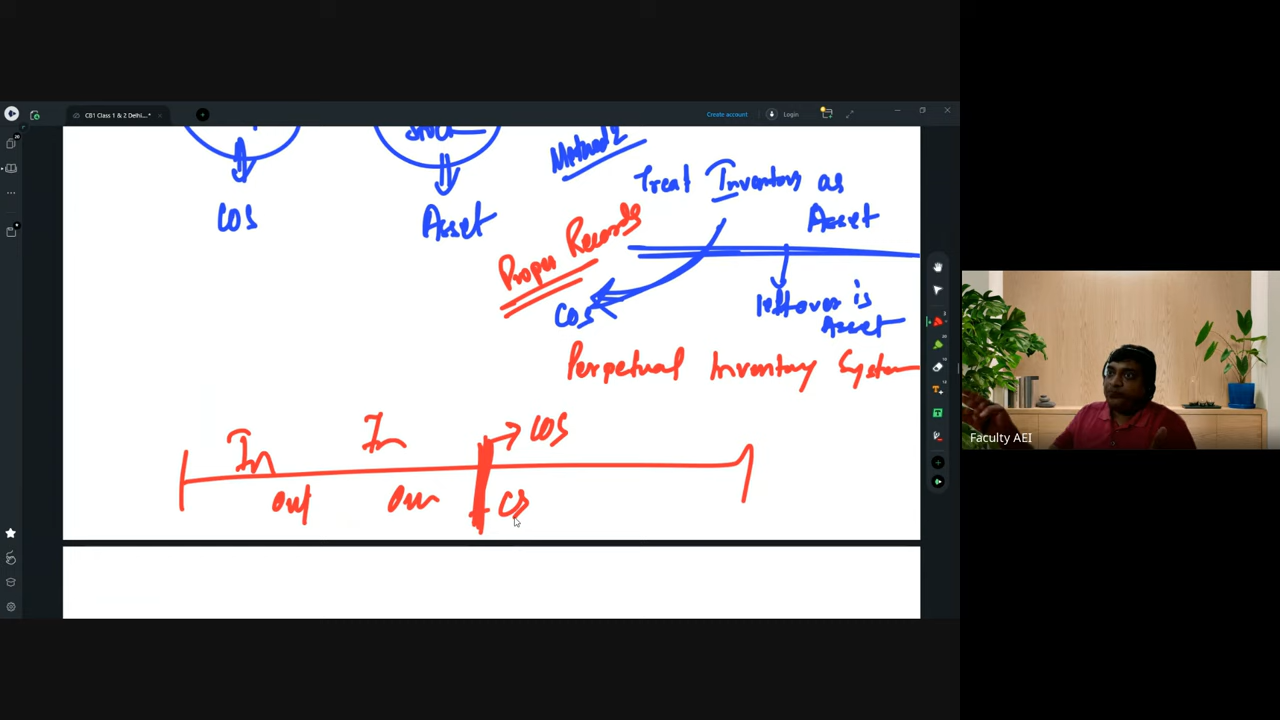 CB1 Class 1 & 2 Delhi...*
Create account
Login
Method 2
Treat Inventory as
Asset
COS
Asset
Proper Records
COS
leftover is
Asset
Perpetual Inventory System
In
In
COS
Out
Out
CS
Faculty AEI